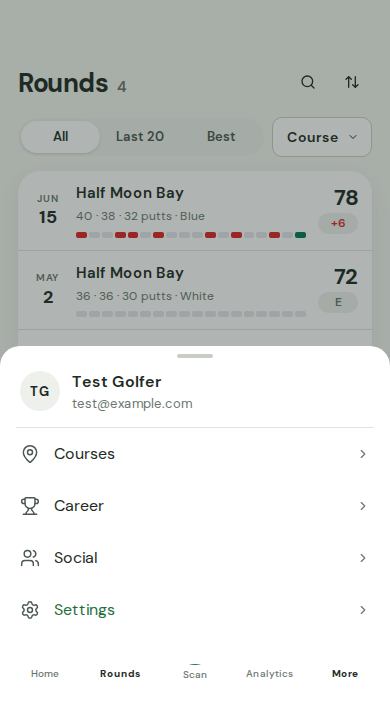 Rounds 4
All Last 20 Best Course
JUN 15
Half Moon Bay
40 · 38 · 32 putts · Blue
78
+6
MAY 2
Half Moon Bay
36 · 36 · 30 putts · White
72
E
TG
Test Golfer
test@example.com
Courses
Career
Social
Settings
Home Rounds Scan Analytics More